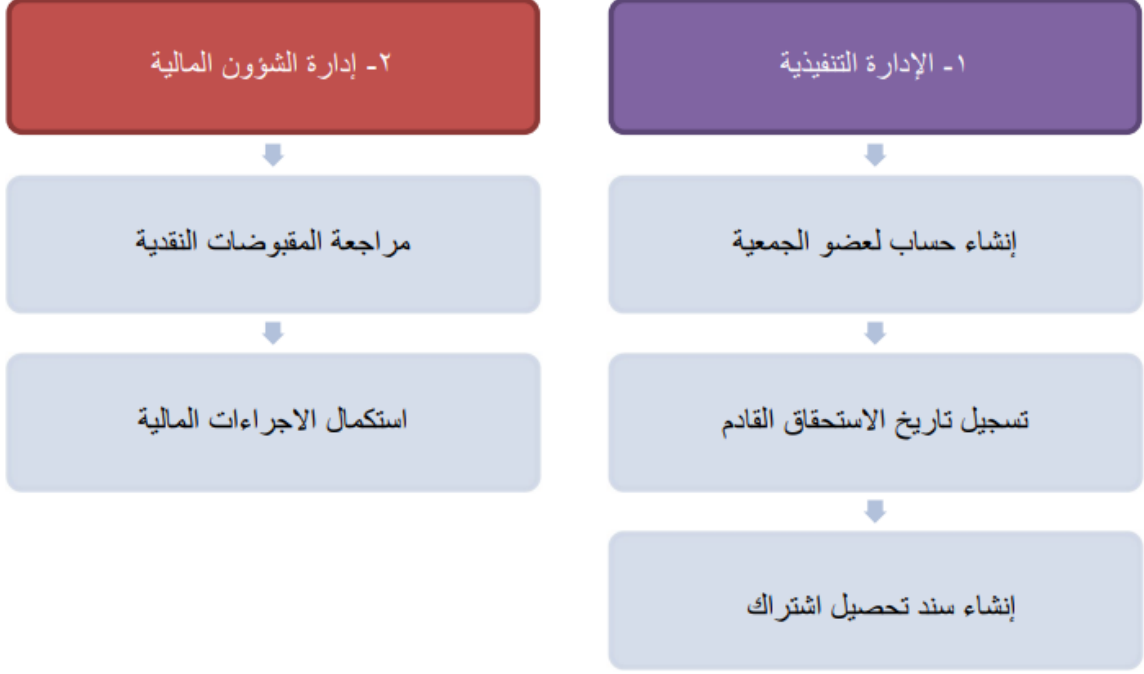 ١- الإدارة التنفيذية
إنشاء حساب لعضو الجمعية
تسجيل تاريخ الاستحقاق القادم
إنشاء سند تحصيل اشتراك
٢- إدارة الشؤون المالية
مراجعة المقبوضات النقدية
استكمال الاجراءات المالية